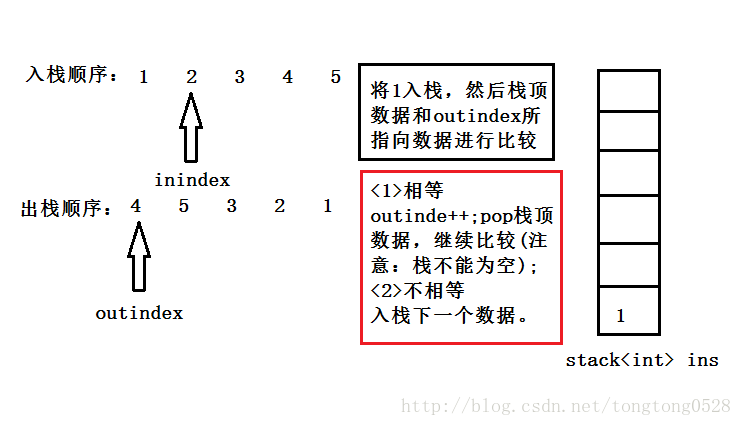 入栈顺序: 1 2 3 4 5
将1入栈,然后栈顶
数据和outindex所
指向数据进行比较
inindex
出栈顺序: 4 5 3 2 1
outindex
<1>相等
outinde++;pop栈顶
数据,继续比较(注
意:栈不能为空);
<2>不相等
入栈下一个数据。
1
stack<int> ins
http://blog.csdn.net/tongtong0528